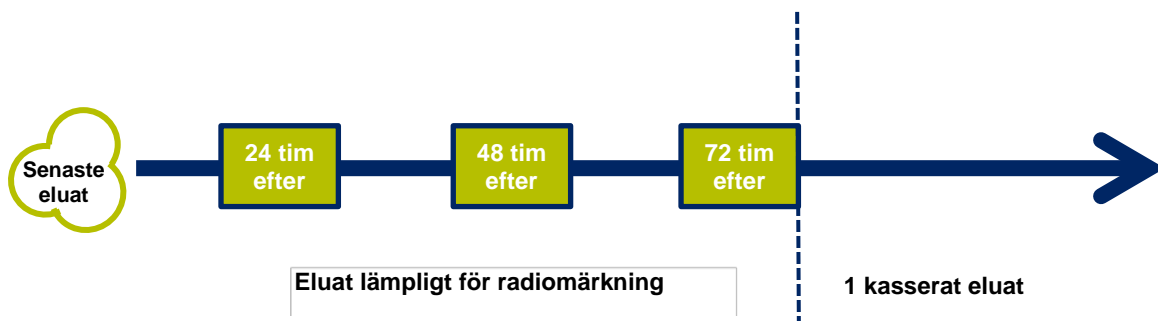 Senaste
eluat
24 tim
efter
48 tim
efter
72 tim
efter
Eluat lämpligt för radiomärkning
1 kasserat eluat